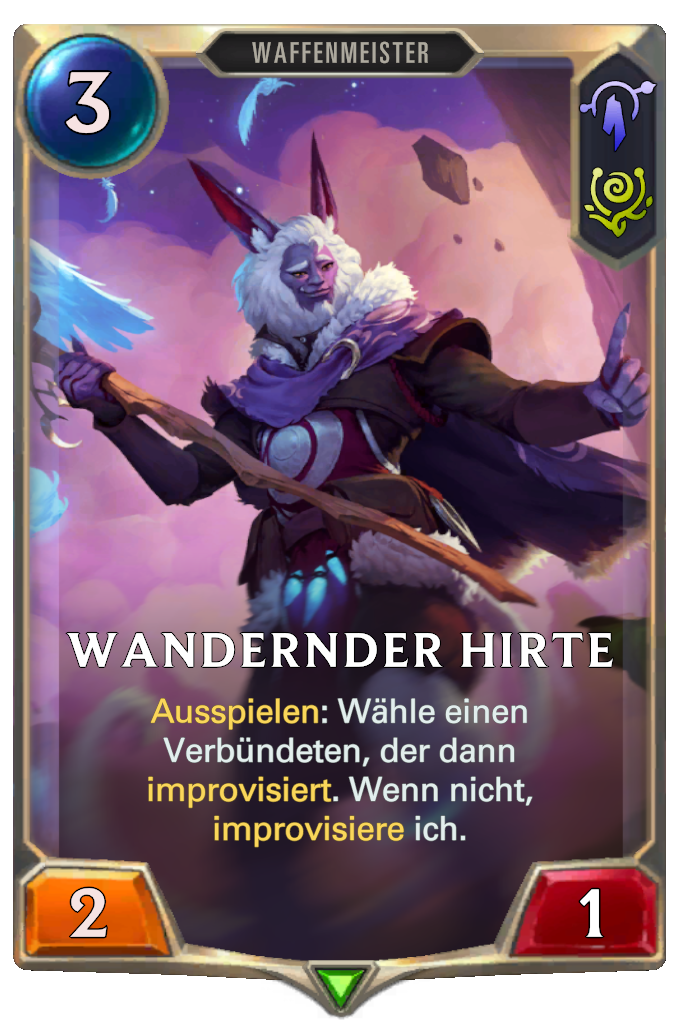 WAFFENMEISTER
3
WANDERNDER HIRTE
Ausspielen: Wähle einen
Verbündeten, der dann
improvisiert. Wenn nicht,
improvisiere ich.
2
1